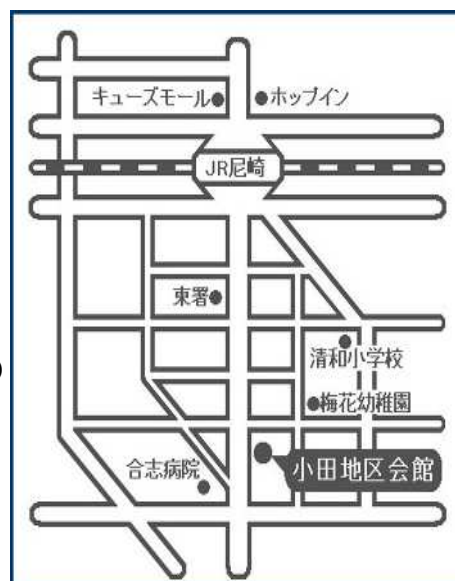 キューズモール
ホップイン
JR尼崎
東署
清和小学校
梅花幼稚園
小田地区会館
合志病院